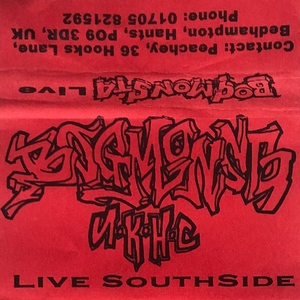 Contact: Peachey, 36 Hooks Lane,
Bedhampton, Hants, PO9 3DR, UK
Phone: 01705 821592
BOGMONSTA Live
BOGMONSTA
U.K.H.C
LIVE SOUTHSIDE